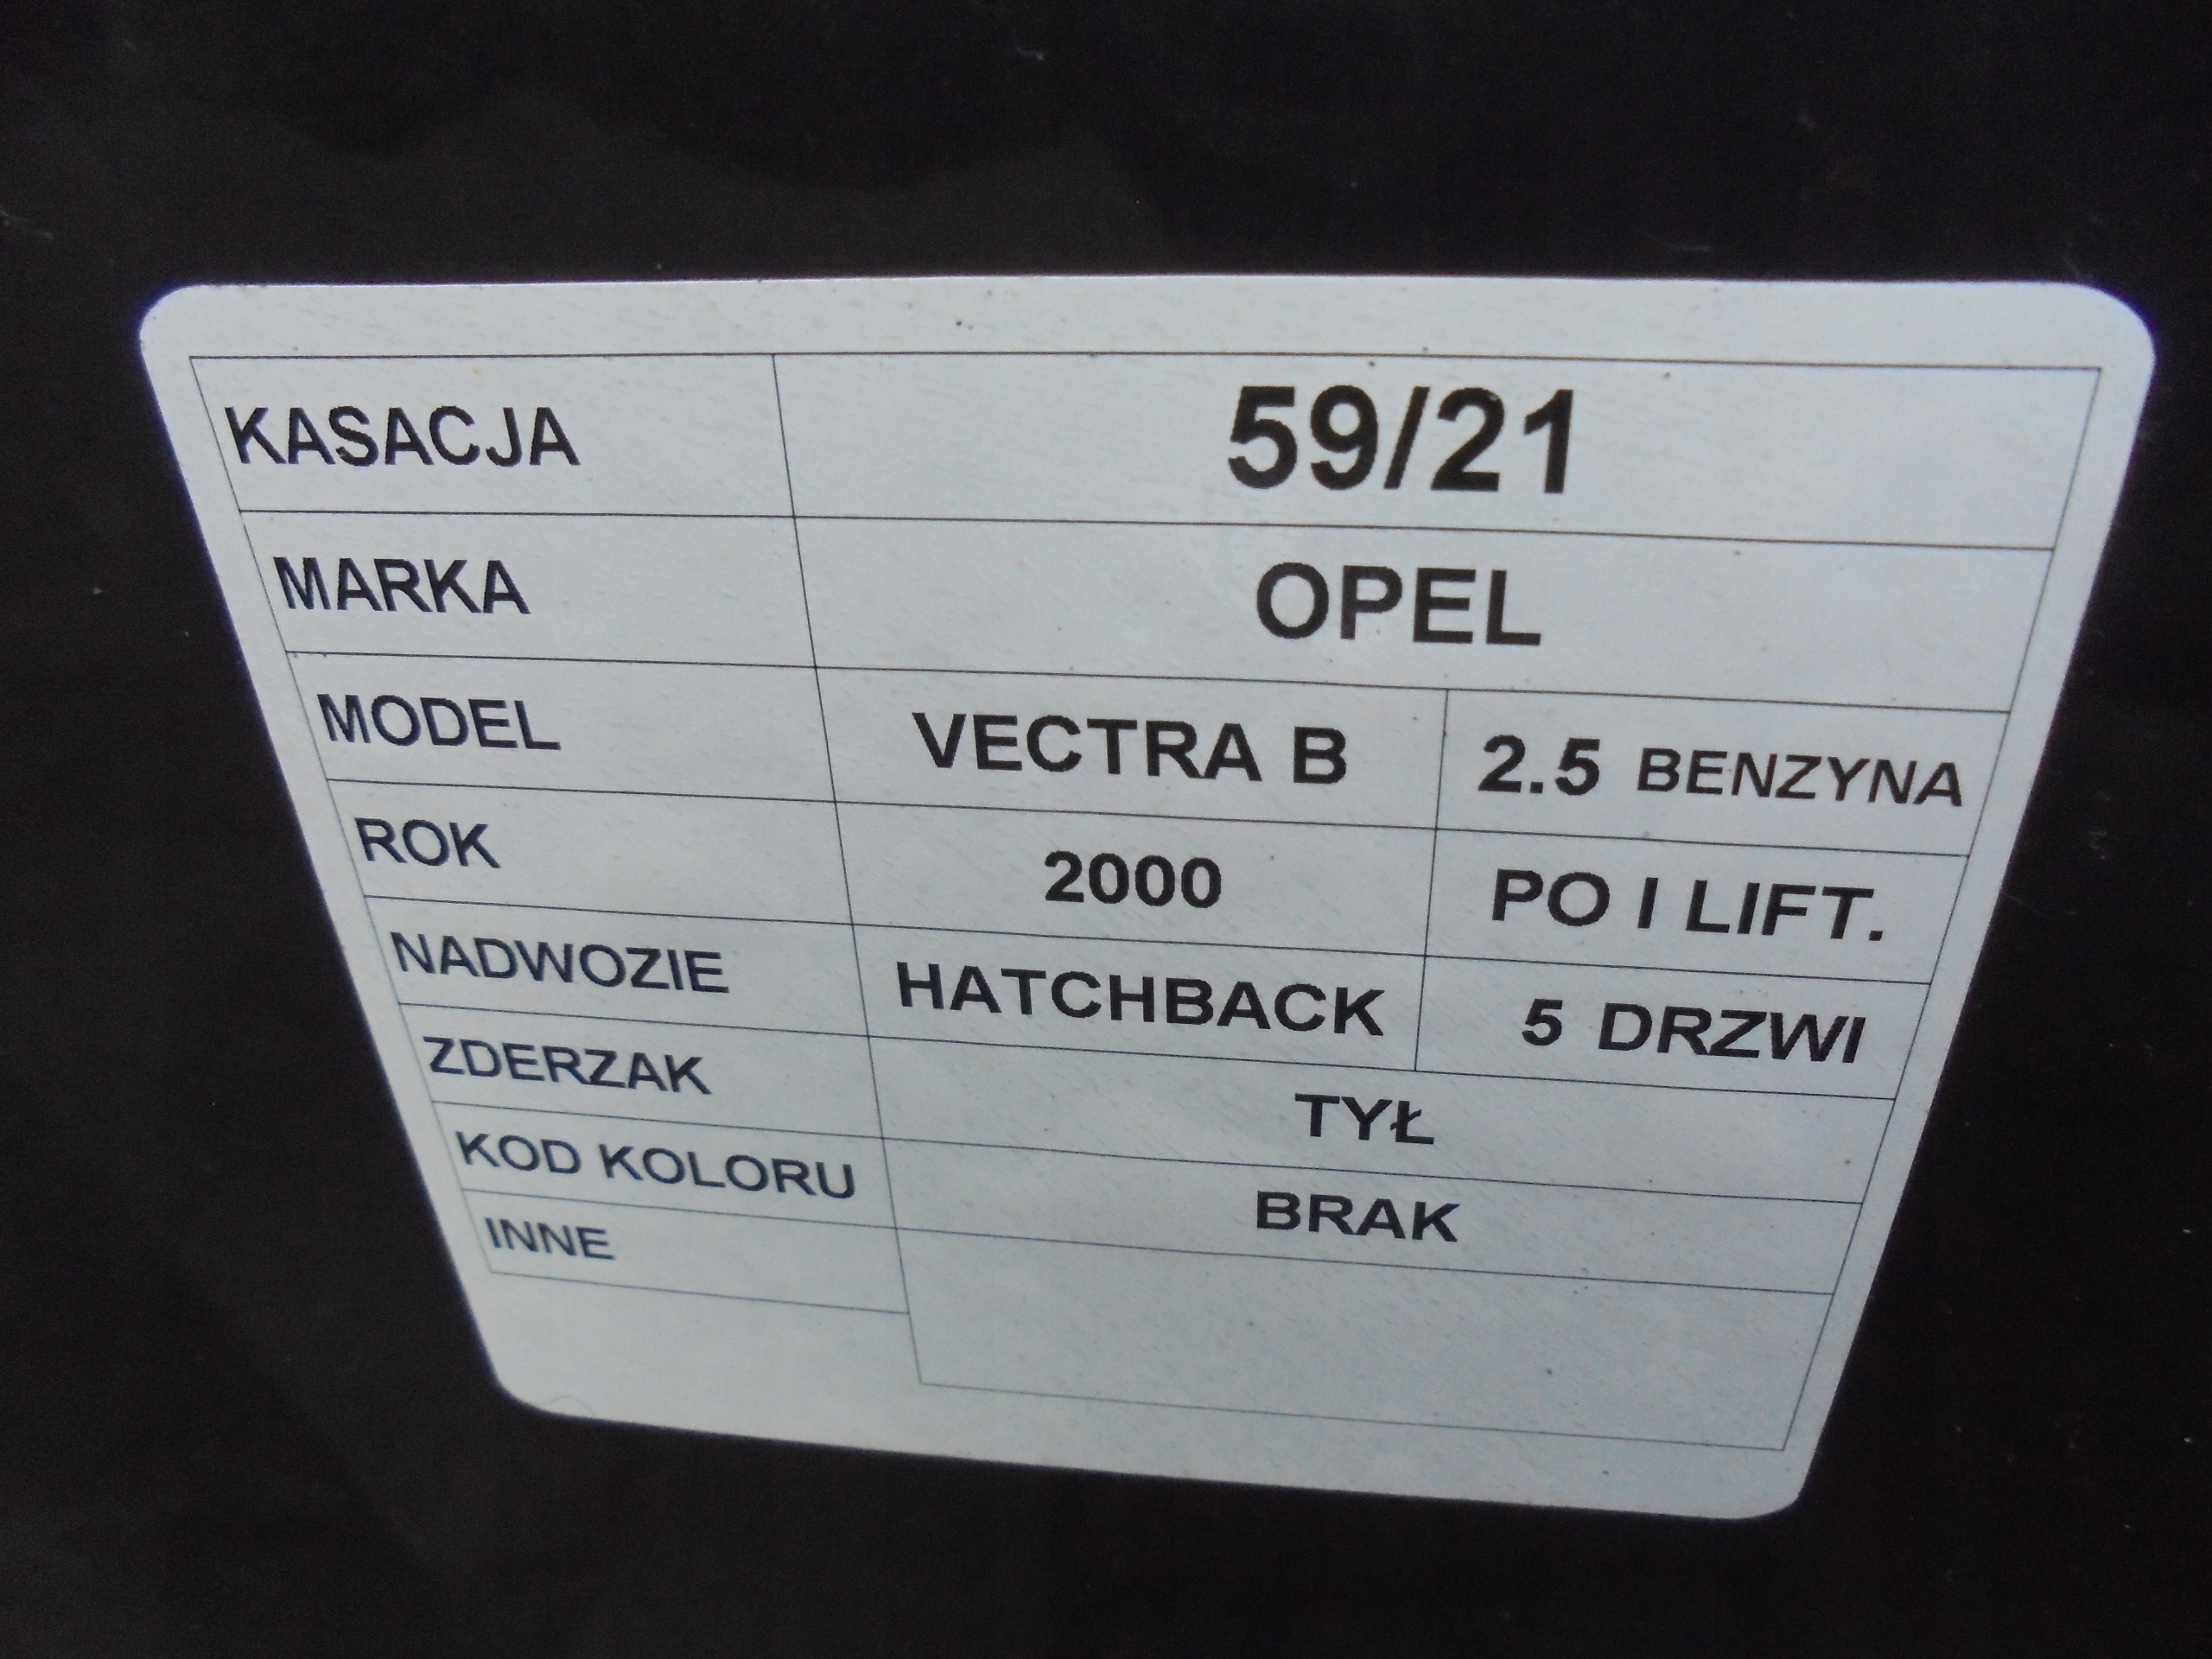 KASACJA 59/21
MARKA OPEL
MODEL VECTRA B 2.5 BENZYNA
ROK 2000 PO I LIFT.
NADWOZIE HATCHBACK 5 DRZWI
ZDERZAK TYŁ
KOD KOLORU BRAK
INNE